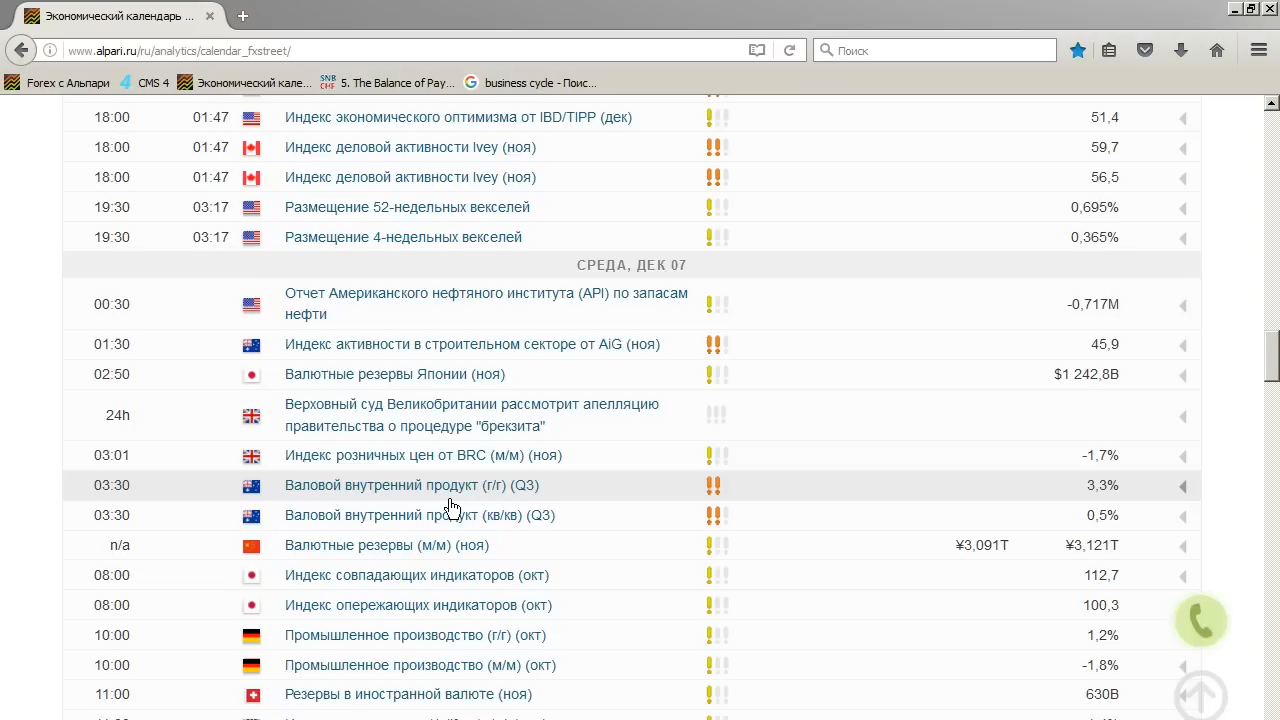 Экономический календарь ...
www.alpari.ru/ru/analytics/calendar_fxstreet/
Поиск
Forex с Альпари CMS 4 Экономический кале... SNB CHF 5. The Balance of Pay... business cycle - Поис...
18:00 01:47 Индекс экономического оптимизма от IBD/TIPP (дек) 51,4
18:00 01:47 Индекс деловой активности Ivey (ноя) 59,7
18:00 01:47 Индекс деловой активности Ivey (ноя) 56,5
19:30 03:17 Размещение 52-недельных векселей 0,695%
19:30 03:17 Размещение 4-недельных векселей 0,365%
СРЕДА, ДЕК 07
00:30 Отчет Американского нефтяного института (API) по запасам -0,717M
нефти
01:30 Индекс активности в строительном секторе от AiG (ноя) 45,9
02:50 Валютные резервы Японии (ноя) $1 242,8B
24h Верховный суд Великобритании рассмотрит апелляцию
правительства о процедуре "брекзита"
03:01 Индекс розничных цен от BRC (м/м) (ноя) -1,7%
03:30 Валовой внутренний продукт (г/г) (Q3) 3,3%
03:30 Валовой внутренний продукт (кв/кв) (Q3) 0,5%
n/a Валютные резервы (м/м) (ноя) ¥3,091T ¥3,121T
08:00 Индекс совпадающих индикаторов (окт)
08:00 Индекс опережающих индикаторов (окт)
10:00 Промышленное производство (г/г) (окт) 1,2%
10:00 Промышленное производство (м/м) (окт) -1,8%
11:00 Резервы в иностранной валюте (ноя) 630B